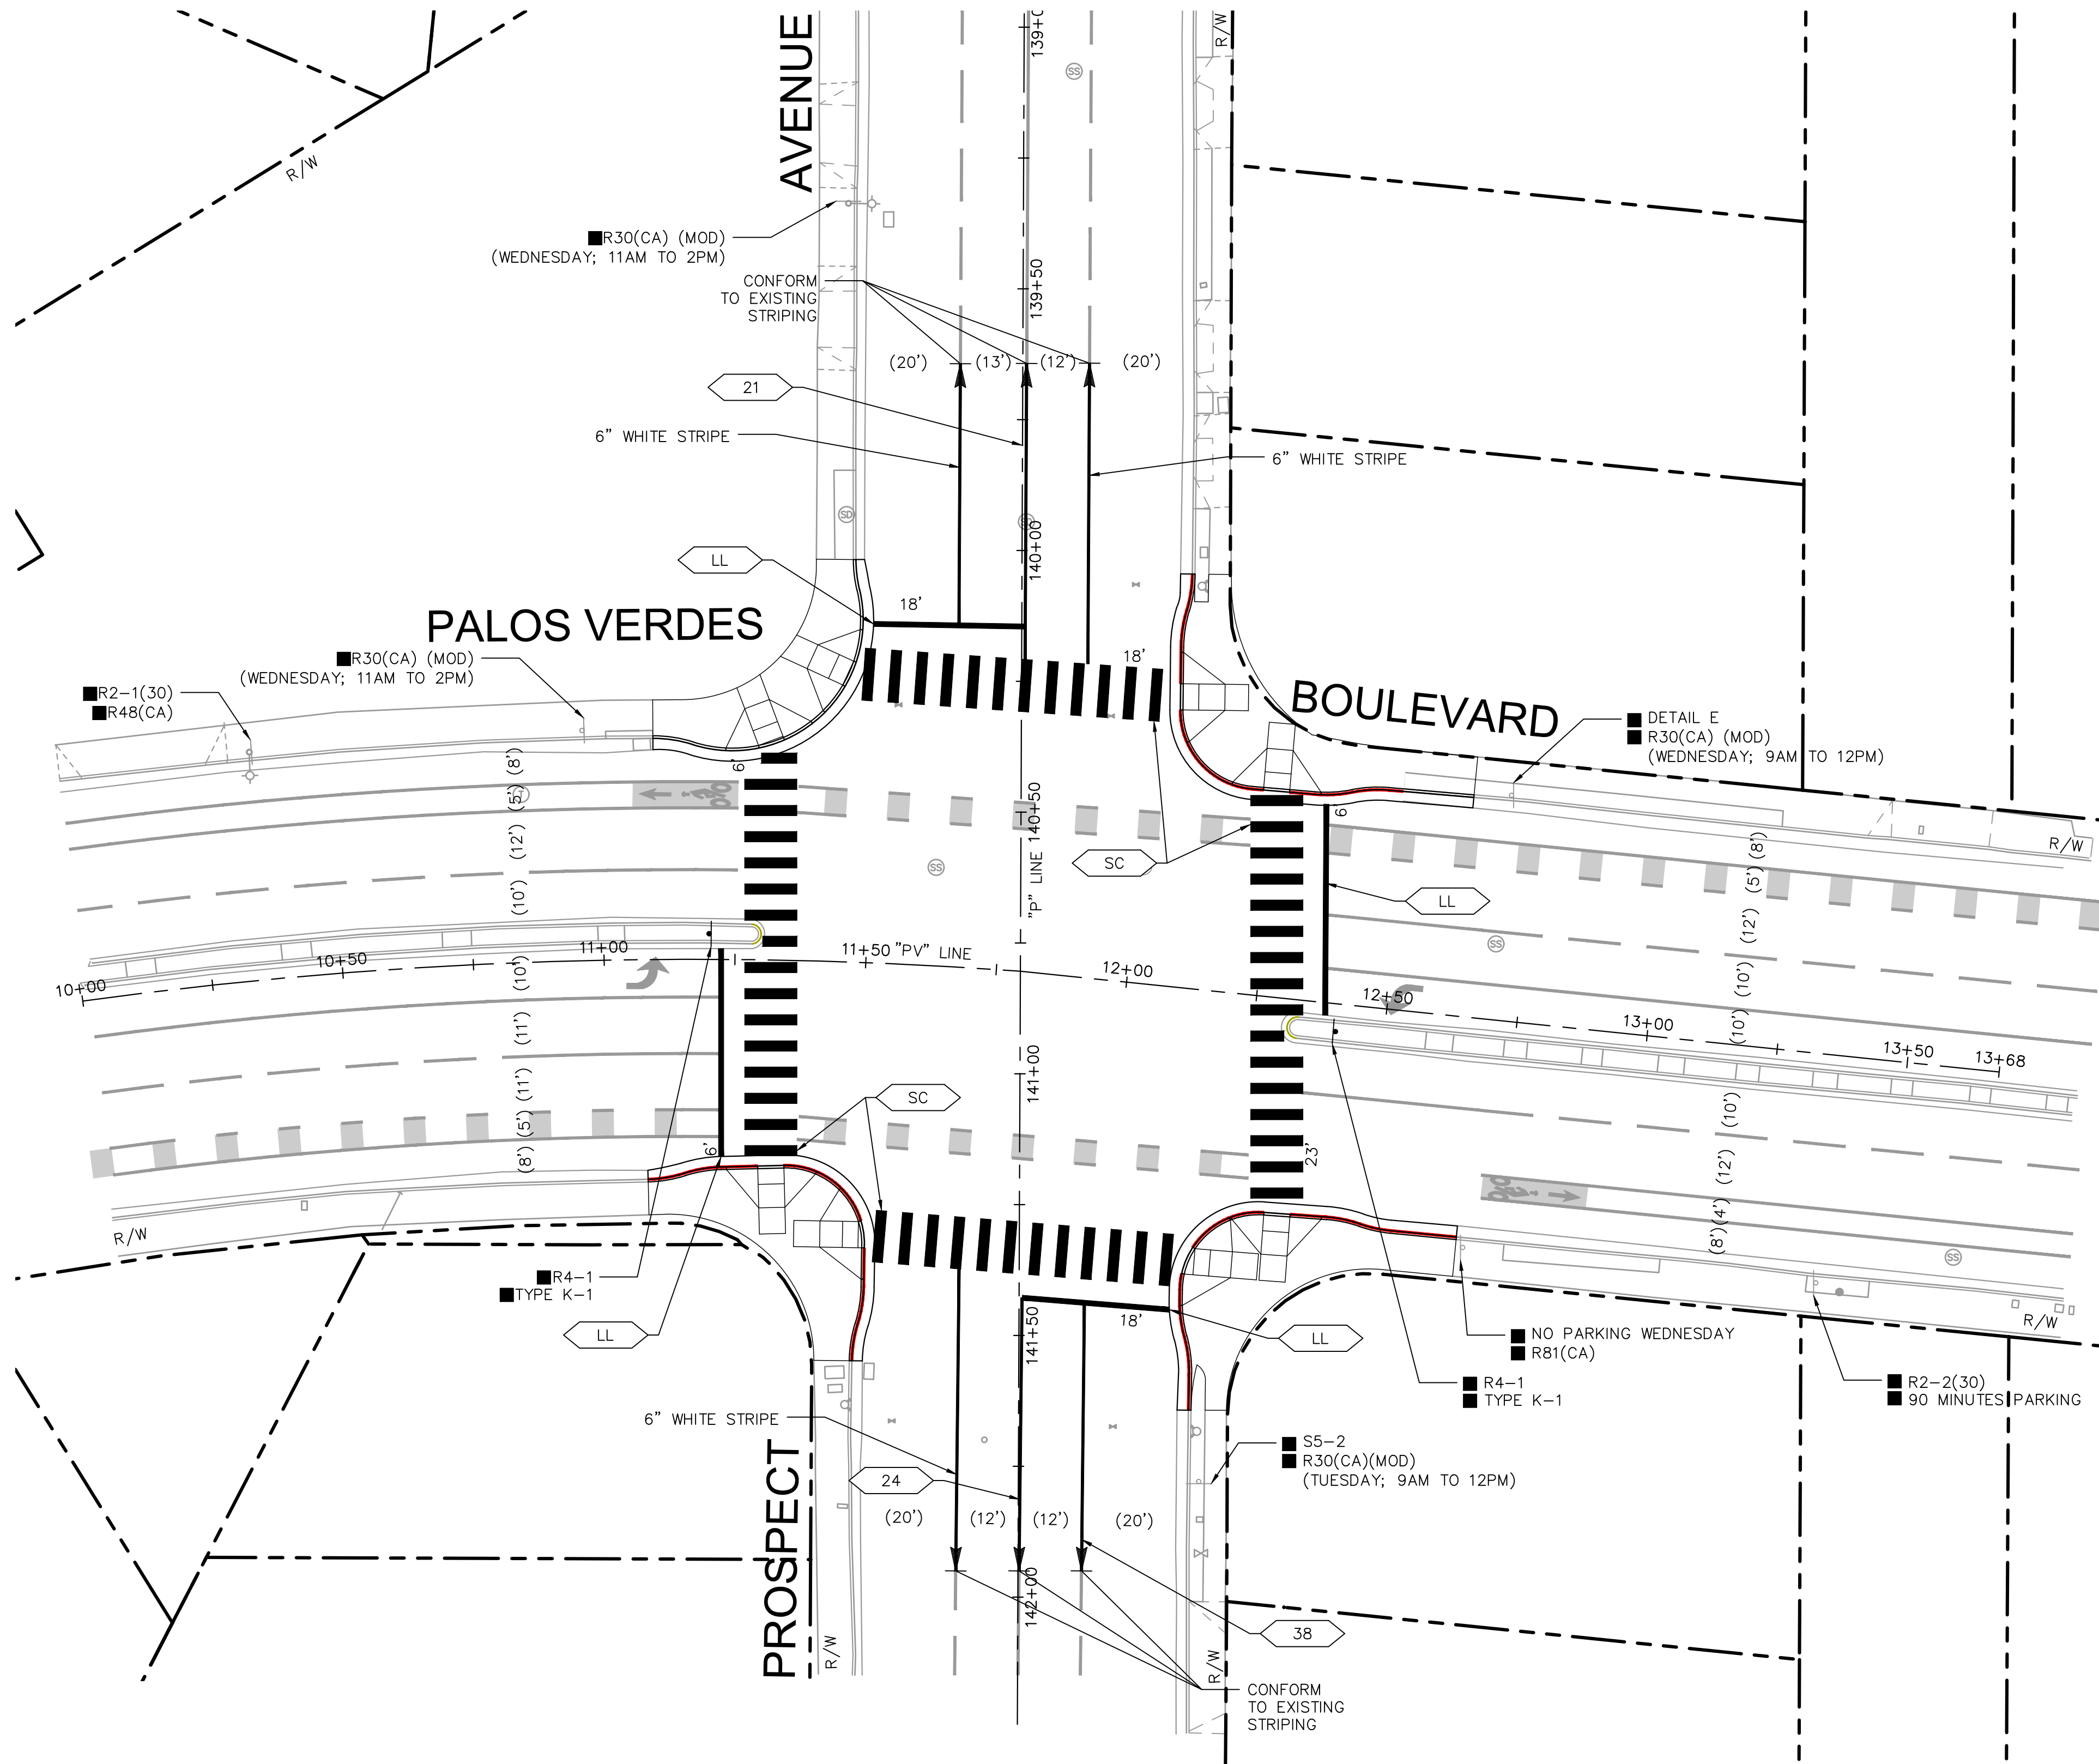 AVENUE
139+0
SS
R/W
R/W
R30(CA) (MOD)
(WEDNESDAY; 11AM TO 2PM)
CONFORM
TO EXISTING
STRIPING
139+50
(20') (13') (12') (20')
21
6" WHITE STRIPE
6" WHITE STRIPE
SD
140+00
LL
18'
PALOS VERDES
R30(CA) (MOD)
(WEDNESDAY; 11AM TO 2PM)
R2-1(30)
R48(CA)
18'
BOULEVARD
DETAIL E
R30(CA) (MOD)
(WEDNESDAY; 9AM TO 12PM)
6'
6'
(8')
(5')
(12')
(10')
(10')
(11')
(11')
(5')
(8')
"P" LINE 140+50
SS
SC
LL
SS
R/W
(8')
(5')
(12')
(10')
(10')
(10')
(12')
(4')
(8')
10+00
10+50
11+00
11+50 "PV" LINE
12+00
12+50
13+00
13+50
13+68
141+00
SC
6'
23'
SS
R/W
R/W
R4-1
TYPE K-1
LL
141+50
18'
LL
NO PARKING WEDNESDAY
R81(CA)
R4-1
TYPE K-1
R2-2(30)
90 MINUTES PARKING
6" WHITE STRIPE
S5-2
R30(CA)(MOD)
(TUESDAY; 9AM TO 12PM)
24
(20') (12') (12') (20')
PROSPECT
142+00
38
R/W
R/W
CONFORM
TO EXISTING
STRIPING